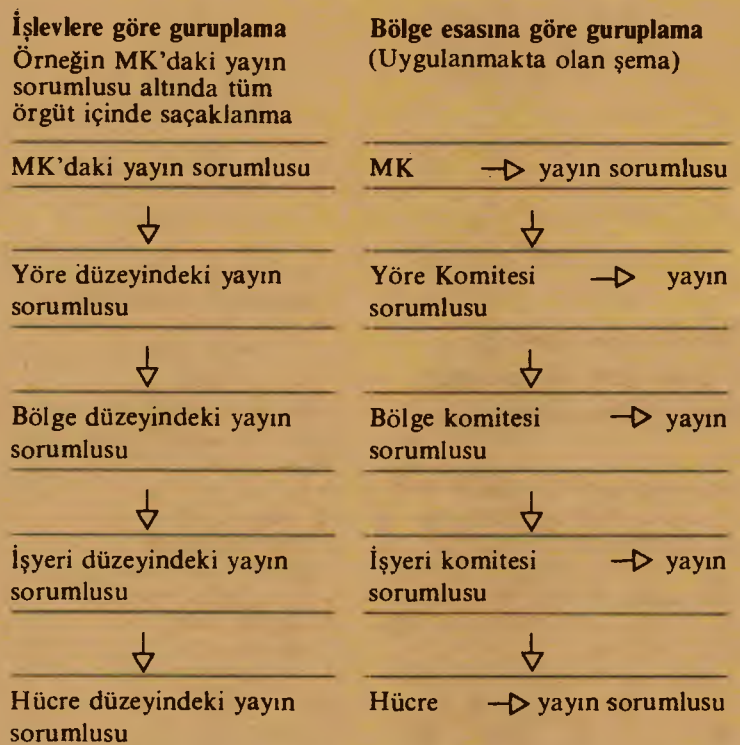 İşlevlere göre guruplama
Örneğin MK'daki yayın
sorumlusu altında tüm
örgüt içinde saçaklanma
MK'daki yayın sorumlusu
Yöre düzeyindeki yayın
sorumlusu
Bölge düzeyindeki yayın
sorumlusu
İşyeri düzeyindeki yayın
sorumlusu
Hücre düzeyindeki yayın
sorumlusu
Bölge esasına göre guruplama
(Uygulanmakta olan şema)
MK yayın sorumlusu
Yöre Komitesi yayın
sorumlusu
Bölge komitesi yayın
sorumlusu
İşyeri komitesi yayın
sorumlusu
Hücre yayın sorumlusu